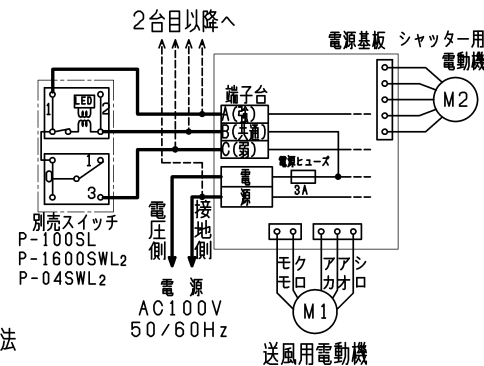 2台目以降へ
電源基板
シャッター用
電動機
M2
LED
1
2
0
1
3
端子台
A(強)
B(共通)
C(弱)
電
源
電源ヒューズ
3A
別売スイッチ
P-100SL
P-1600SWL2
P-04SWL2
電圧側
接地側
電 源
AC100V
50/60Hz
モモ
クロ
アカ
アオ
シロ
M1
送風用電動機
法